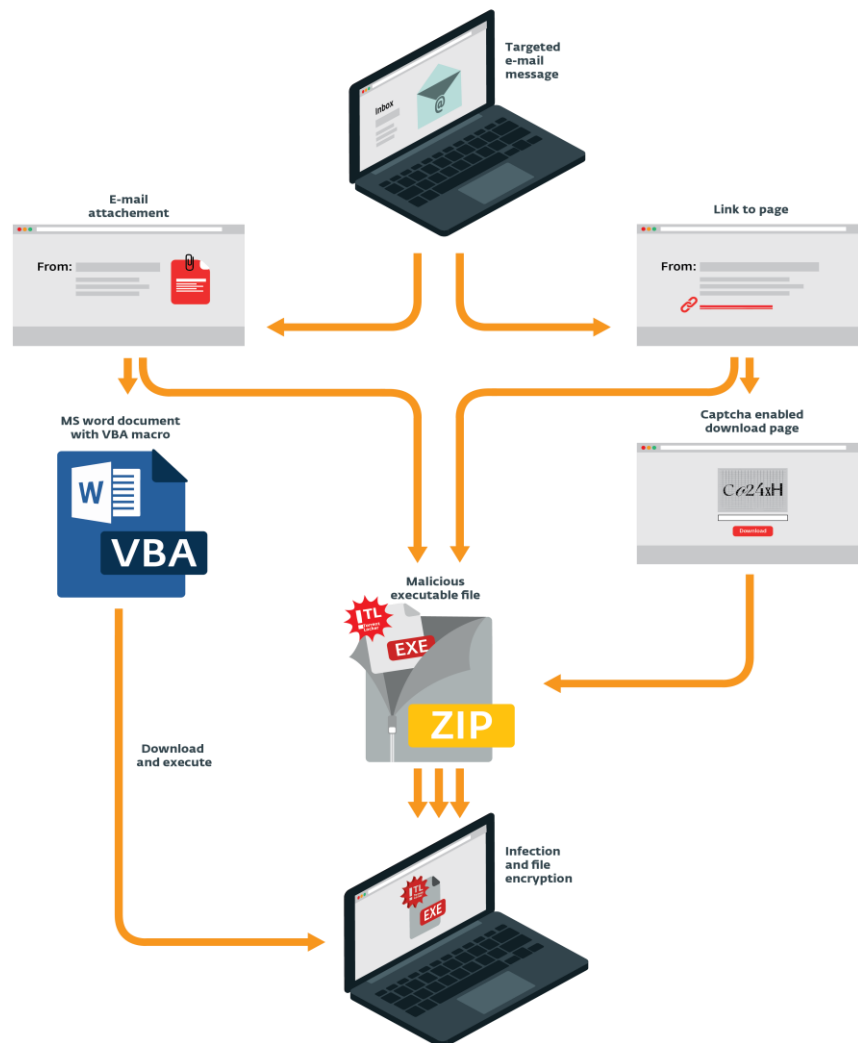 Targeted
e-mail
message
Inbox
@
E-mail
attachement
Link to page
From:
From:
MS word document
with VBA macro
Captcha enabled
download page
W
VBA
Co24xH
Download
Malicious
executable file
!TL
EXE
ZIP
Download
and execute
Infection
and file
encryption
!TL
EXE